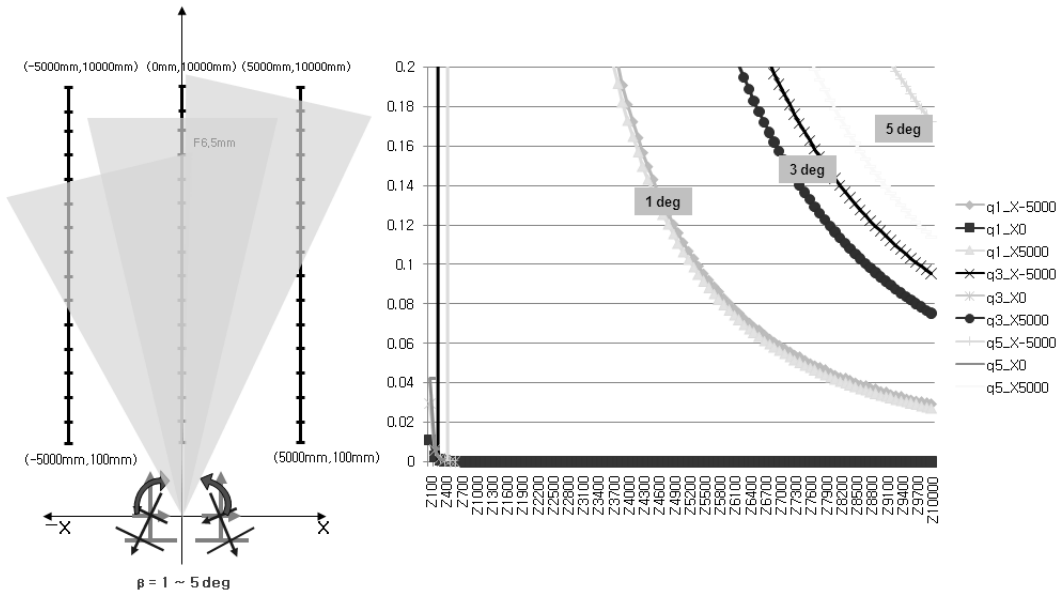 (-5000mm,10000mm) (0mm,10000mm) (5000mm,10000mm)
F6,5mm
(-5000mm,100mm) (5000mm,100mm)
-X X
β = 1 ~ 5 deg
0.2
0.18
0.16
0.14
0.12
0.1
0.08
0.06
0.04
0.02
0
1 deg
3 deg
5 deg
Z100 Z400 Z700 Z1000 Z1300 Z1600 Z1900 Z2200 Z2500 Z2800 Z3100 Z3400 Z3700 Z4000 Z4300 Z4600 Z4900 Z5200 Z5500 Z5800 Z6100 Z6400 Z6700 Z7000 Z7300 Z7600 Z7900 Z8200 Z8500 Z8800 Z9100 Z9400 Z9700 Z10000
q1_X-5000
q1_X0
q1_X5000
q3_X-5000
q3_X0
q3_X5000
q5_X-5000
q5_X0
q5_X5000